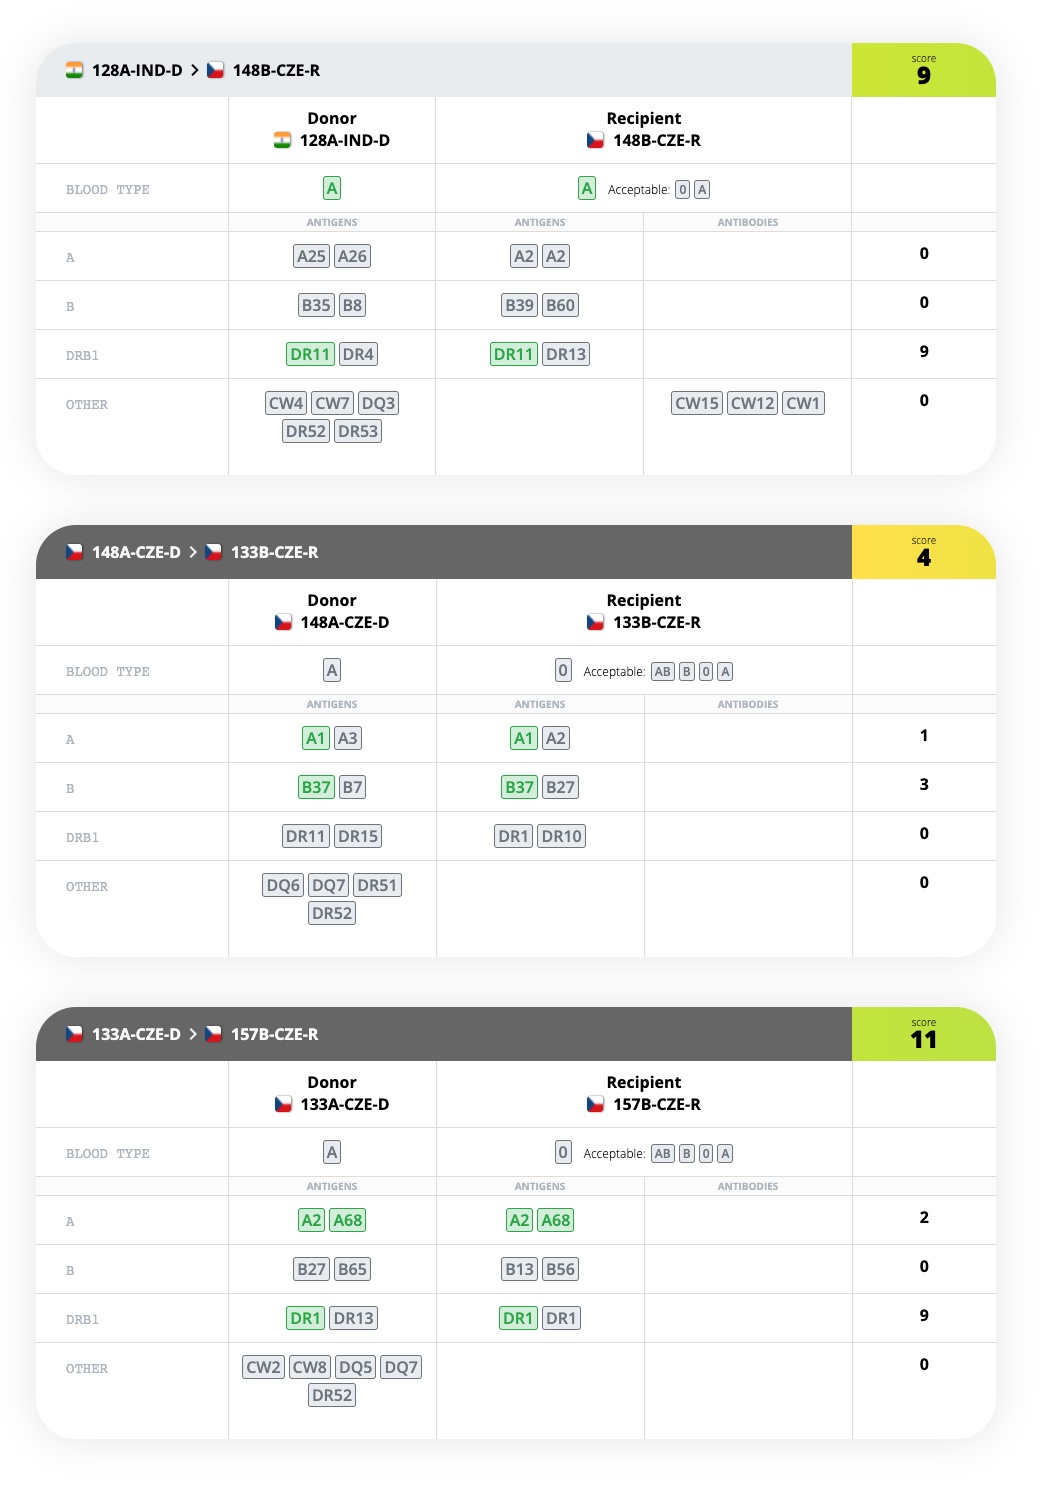 128A-IND-D > 148B-CZE-R
score
9
Donor
128A-IND-D
Recipient
148B-CZE-R
BLOOD TYPE A A Acceptable: 0 A
ANTIGENS ANTIGENS ANTIBODIES
A A25 A26 A2 A2 0
B B35 B8 B39 B60 0
DRB1 DR11 DR4 DR11 DR13 9
OTHER CW4 CW7 DQ3 CW15 CW12 CW1 0
DR52 DR53
148A-CZE-D > 133B-CZE-R
score
4
Donor
148A-CZE-D
Recipient
133B-CZE-R
BLOOD TYPE A 0 Acceptable: AB B 0 A
ANTIGENS ANTIGENS ANTIBODIES
A A1 A3 A1 A2 1
B B37 B7 B37 B27 3
DRB1 DR11 DR15 DR1 DR10 0
OTHER DQ6 DQ7 DR51 0
DR52
133A-CZE-D > 157B-CZE-R
score
11
Donor
133A-CZE-D
Recipient
157B-CZE-R
BLOOD TYPE A 0 Acceptable: AB B 0 A
ANTIGENS ANTIGENS ANTIBODIES
A A2 A68 A2 A68 2
B B27 B65 B13 B56 0
DRB1 DR1 DR13 DR1 DR1 9
OTHER CW2 CW8 DQ5 DQ7 0
DR52